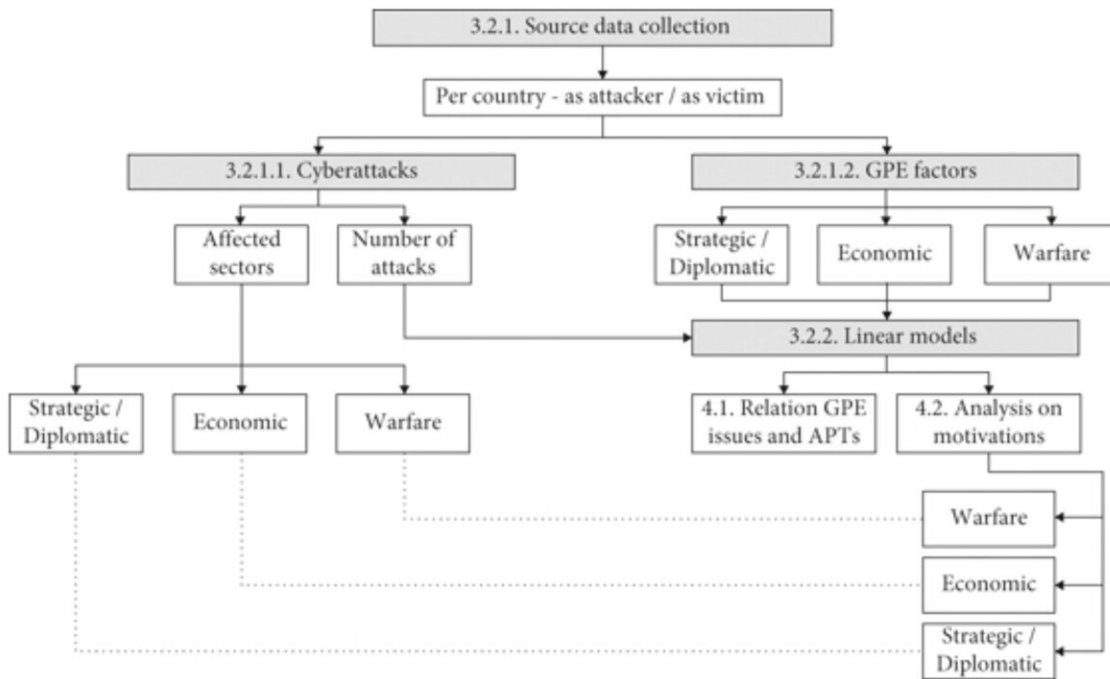 3.2.1. Source data collection
Per country - as attacker / as victim
3.2.1.1. Cyberattacks
3.2.1.2. GPE factors
Affected
sectors
Number of
attacks
Strategic /
Diplomatic
Economic
Warfare
3.2.2. Linear models
Strategic /
Diplomatic
Economic
Warfare
4.1. Relation GPE
issues and APTs
4.2. Analysis on
motivations
Warfare
Economic
Strategic /
Diplomatic